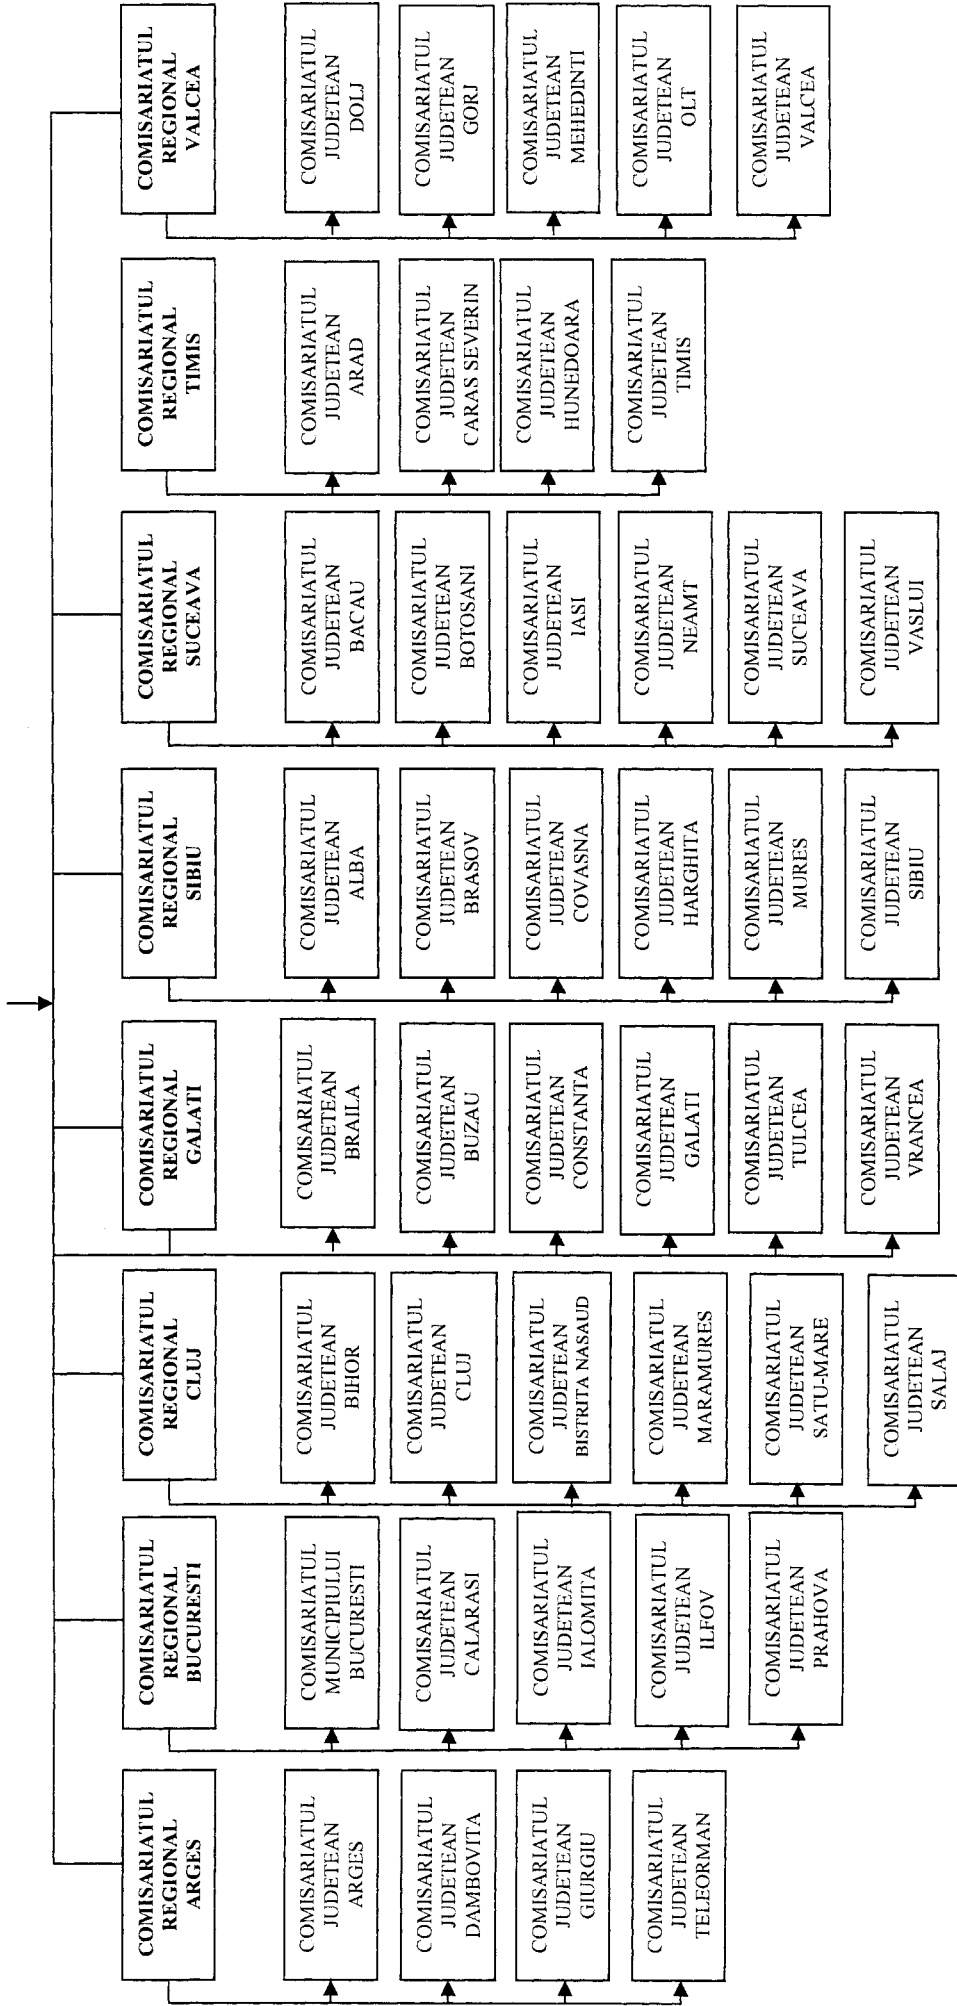 COMISARIATUL
REGIONAL
ARGES
COMISARIATUL
JUDETEAN
ARGES
COMISARIATUL
JUDETEAN
DAMBOVITA
COMISARIATUL
JUDETEAN
GIURGIU
COMISARIATUL
JUDETEAN
TELEORMAN
COMISARIATUL
REGIONAL
BUCURESTI
COMISARIATUL
MUNICIPIULUI
BUCURESTI
COMISARIATUL
JUDETEAN
CALARASI
COMISARIATUL
JUDETEAN
IALOMITA
COMISARIATUL
JUDETEAN
ILFOV
COMISARIATUL
JUDETEAN
PRAHOVA
COMISARIATUL
REGIONAL
CLUJ
COMISARIATUL
JUDETEAN
BIHOR
COMISARIATUL
JUDETEAN
CLUJ
COMISARIATUL
JUDETEAN
BISTRITA NASAUD
COMISARIATUL
JUDETEAN
MARAMURES
COMISARIATUL
JUDETEAN
SATU-MARE
COMISARIATUL
JUDETEAN
SALAJ
COMISARIATUL
REGIONAL
GALATI
COMISARIATUL
JUDETEAN
BRAILA
COMISARIATUL
JUDETEAN
BUZAU
COMISARIATUL
JUDETEAN
CONSTANTA
COMISARIATUL
JUDETEAN
GALATI
COMISARIATUL
JUDETEAN
TULCEA
COMISARIATUL
JUDETEAN
VRANCEA
COMISARIATUL
REGIONAL
SIBIU
COMISARIATUL
JUDETEAN
ALBA
COMISARIATUL
JUDETEAN
BRASOV
COMISARIATUL
JUDETEAN
COVASNA
COMISARIATUL
JUDETEAN
HARGHITA
COMISARIATUL
JUDETEAN
MURES
COMISARIATUL
JUDETEAN
SIBIU
COMISARIATUL
REGIONAL
SUCEAVA
COMISARIATUL
JUDETEAN
BACAU
COMISARIATUL
JUDETEAN
BOTOSANI
COMISARIATUL
JUDETEAN
IASI
COMISARIATUL
JUDETEAN
NEAMT
COMISARIATUL
JUDETEAN
SUCEAVA
COMISARIATUL
JUDETEAN
VASLUI
COMISARIATUL
REGIONAL
TIMIS
COMISARIATUL
JUDETEAN
ARAD
COMISARIATUL
JUDETEAN
CARAS SEVERIN
COMISARIATUL
JUDETEAN
HUNEDOARA
COMISARIATUL
JUDETEAN
TIMIS
COMISARIATUL
REGIONAL
VALCEA
COMISARIATUL
JUDETEAN
DOLJ
COMISARIATUL
JUDETEAN
GORJ
COMISARIATUL
JUDETEAN
MEHEDINTI
COMISARIATUL
JUDETEAN
OLT
COMISARIATUL
JUDETEAN
VALCEA